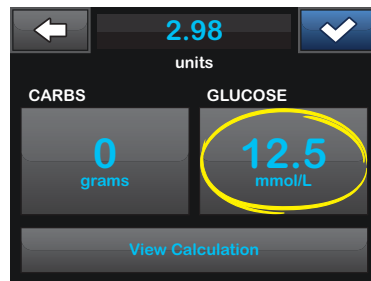 2.98
units
CARBS
GLUCOSE
0
grams
12.5
mmol/L
View Calculation